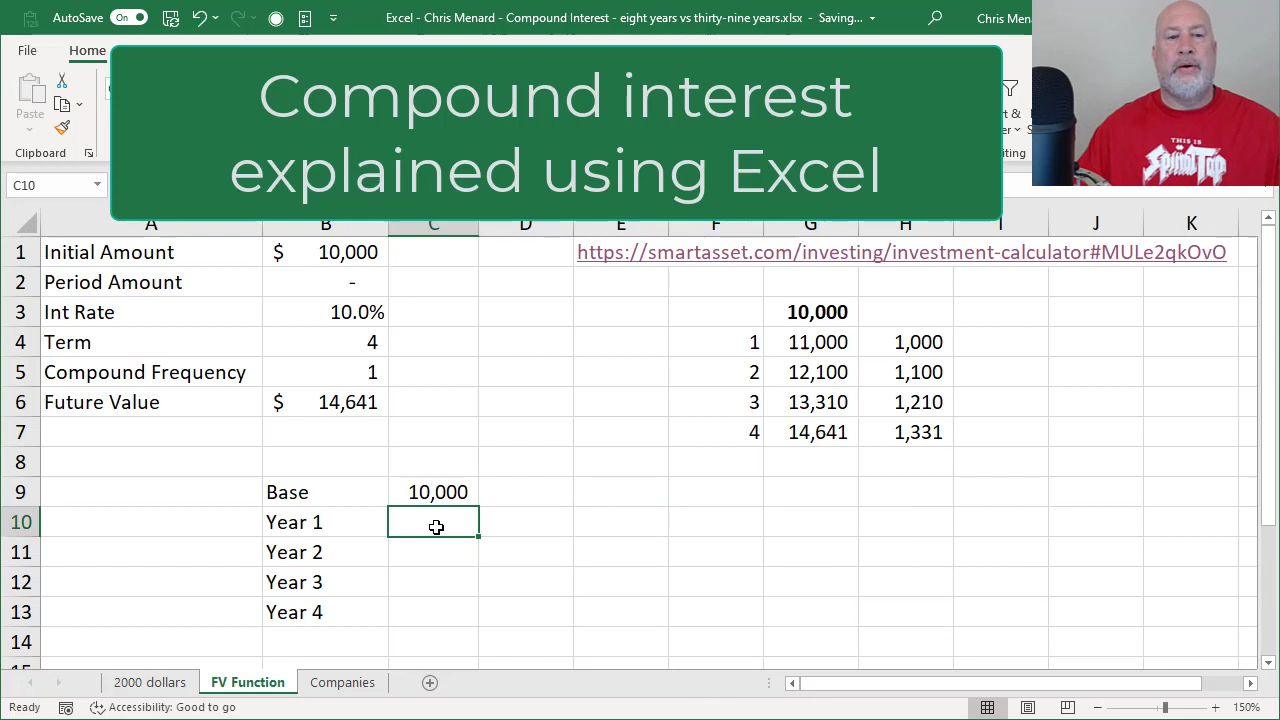 AutoSave On
Excel - Chris Menard - Compound Interest - eight years vs thirty-nine years.xlsx - Saving...
Chris Menard
File Home
Compound interest
explained using Excel
THIS IS
Spinal Tap
Paste
Clipboard
C10
A B C D E F G H I J K
1 Initial Amount $ 10,000 https://smartasset.com/investing/investment-calculator#MULe2qkOvO
2 Period Amount -
3 Int Rate 10.0% 10,000
4 Term 4 1 11,000 1,000
5 Compound Frequency 1 2 12,100 1,100
6 Future Value $ 14,641 3 13,310 1,210
7 4 14,641 1,331
8
9 Base 10,000
10 Year 1
11 Year 2
12 Year 3
13 Year 4
14
2000 dollars FV Function Companies
Ready Accessibility: Good to go 150%